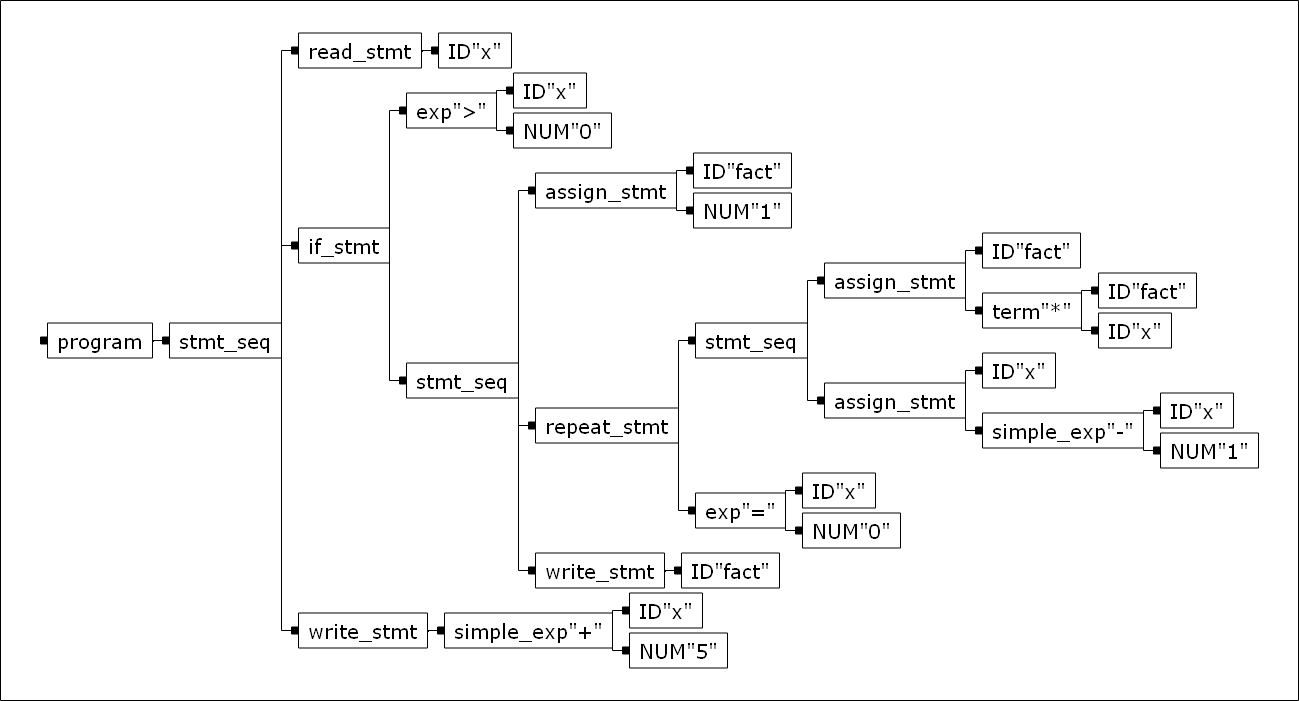 read_stmt
ID"x"
exp">"
ID"x"
NUM"0"
assign_stmt
ID"fact"
NUM"1"
if_stmt
assign_stmt
ID"fact"
term"*"
ID"fact"
ID"x"
program
stmt_seq
stmt_seq
assign_stmt
ID"x"
simple_exp"-"
ID"x"
NUM"1"
stmt_seq
repeat_stmt
exp"="
ID"x"
NUM"0"
write_stmt
ID"fact"
write_stmt
simple_exp"+"
ID"x"
NUM"5"